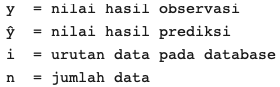 y = nilai hasil observasi
ŷ = nilai hasil prediksi
i = urutan data pada database
n = jumlah data